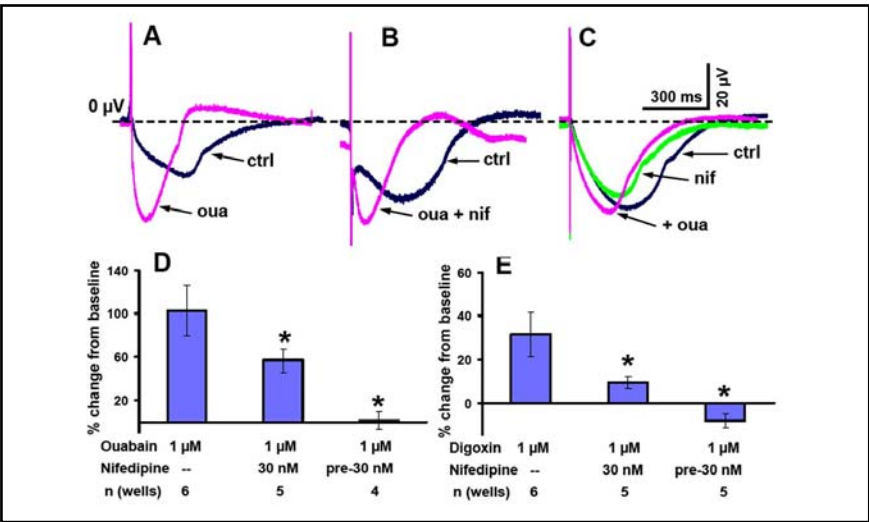 A
B
C
0 µV
300 ms
20 µV
ctrl
oua
ctrl
oua + nif
ctrl
nif
+ oua
D
% change from baseline
140
100
60
20
*
*
Ouabain 1 µM 1 µM 1 µM
Nifedipine -- 30 nM pre-30 nM
n (wells) 6 5 4
E
% change from baseline
60
40
20
0
*
*
Digoxin 1 µM 1 µM 1 µM
Nifedipine -- 30 nM pre-30 nM
n (wells) 6 5 5